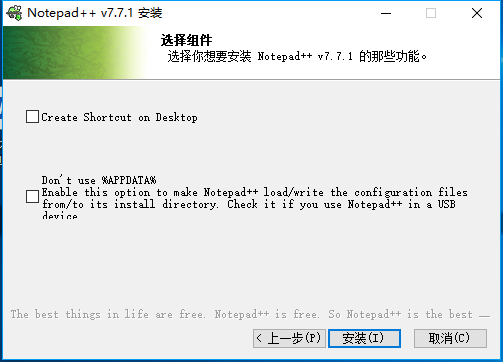 Notepad++ v7.7.1 安装
选择组件
选择你想要安装 Notepad++ v7.7.1 的那些功能。
Create Shortcut on Desktop
Don't use %APPDATA%
Enable this option to make Notepad++ load/write the configuration files
from/to its install directory. Check it if you use Notepad++ in a USB
device.
The best things in life are free. Notepad++ is free. So Notepad++ is the best
< 上一步(P)
安装(I)
取消(C)